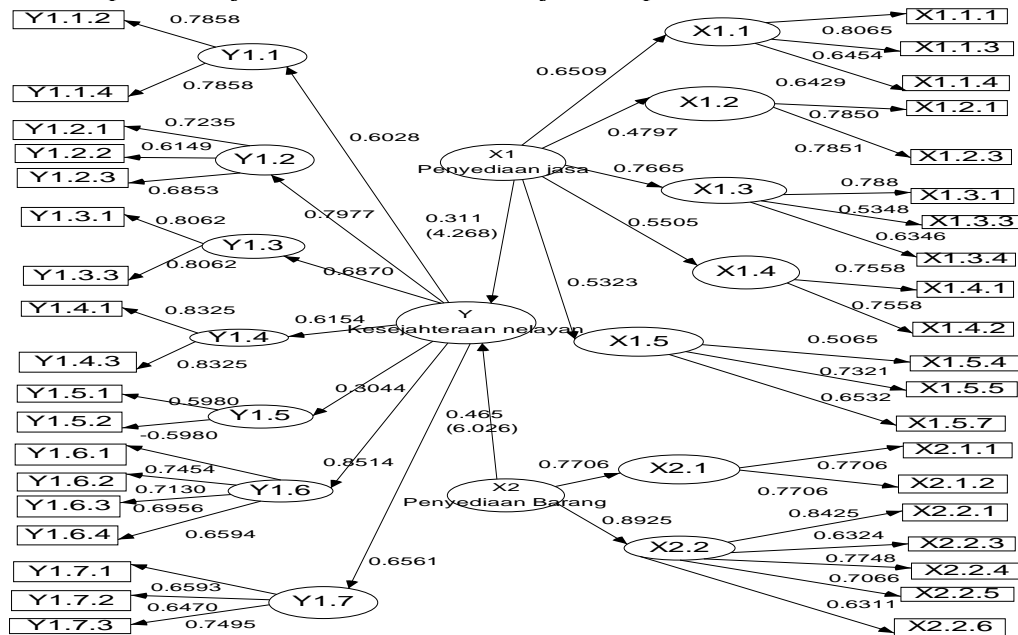 Y1.1.2
0.7858
Y1.1
Y1.1.4
0.7858
Y1.2.1
0.7235
Y1.2.2
0.6149
Y1.2
Y1.2.3
0.6853
Y1.3.1
0.8062
Y1.3
Y1.3.3
0.8062
Y1.4.1
0.8325
Y1.4
Y1.4.3
0.8325
Y1.5.1
0.5980
Y1.5
Y1.5.2
-0.5980
Y1.6.1
0.7454
Y1.6.2
0.7130
Y1.6
Y1.6.3
0.6956
Y1.6.4
0.6594
Y1.7.1
0.6593
Y1.7.2
0.6470
Y1.7
Y1.7.3
0.7495
0.6028
0.7977
0.6870
0.6154
0.3044
0.8514
0.6561
X1
Penyediaan jasa
0.311
(4.268)
Y
Kesejahteraan nelayan
0.465
(6.026)
X2
Penyediaan Barang
0.6509
0.4797
0.7665
0.5505
0.5323
0.7706
0.8925
X1.1
X1.1.1
0.8065
X1.1.3
0.6454
X1.1.4
0.6429
X1.2
X1.2.1
0.7850
X1.2.3
0.7851
X1.3
X1.3.1
0.788
X1.3.3
0.5348
X1.3.4
0.6346
X1.4
X1.4.1
0.7558
X1.4.2
0.7558
X1.5
0.5065
X1.5.4
0.7321
X1.5.5
0.6532
X1.5.7
X2.1
X2.1.1
0.7706
X2.1.2
0.7706
X2.2
X2.2.1
0.8425
X2.2.3
0.6324
X2.2.4
0.7748
X2.2.5
0.7066
X2.2.6
0.6311